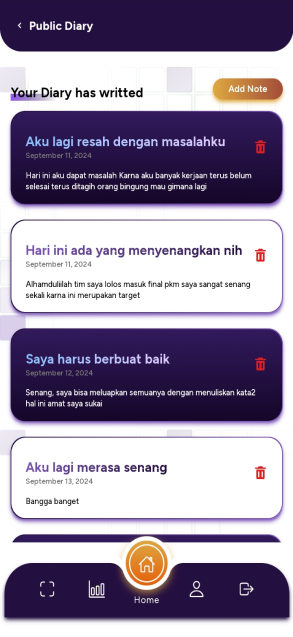 Public Diary
Your Diary has writted
Add Note
Aku lagi resah dengan masalahku
September 11, 2024
Hari ini aku dapat masalah Karna aku banyak kerjaan terus belum
selesai terus ditagih orang bingung mau gimana lagi
Hari ini ada yang menyenangkan nih
September 11, 2024
Alhamdulillah tim saya lolos masuk final pkm saya sangat senang
sekali karna ini merupakan target
Saya harus berbuat baik
September 12, 2024
Senang, saya bisa meluapkan semuanya dengan menuliskan kata2
hal ini amat saya sukai
Aku lagi merasa senang
September 13, 2024
Bangga banget
Home